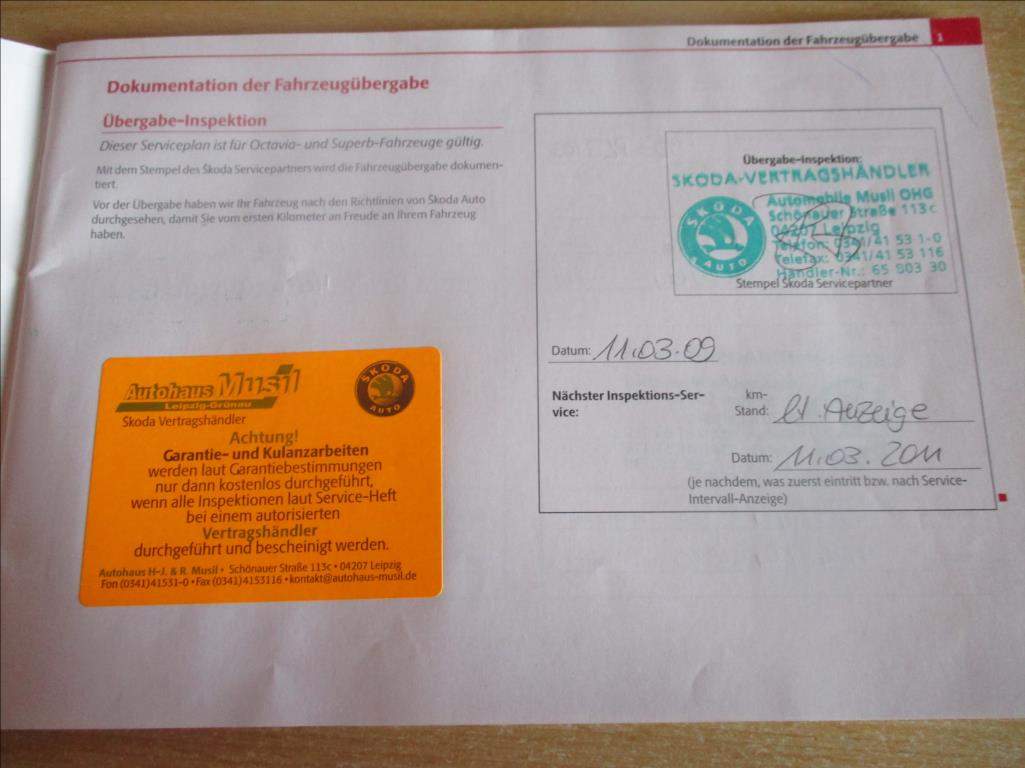 Dokumentation der Fahrzeugübergabe 1
Dokumentation der Fahrzeugübergabe
Übergabe-Inspektion
Dieser Serviceplan ist für Octavia- und Superb-Fahrzeuge gültig.
Mit dem Stempel des Škoda Servicepartners wird die Fahrzeugübergabe dokumen-
tiert.
Vor der Übergabe haben wir Ihr Fahrzeug nach den Richtlinien von Škoda Auto
durchgesehen, damit Sie vom ersten Kilometer an Freude an Ihrem Fahrzeug
haben.
Übergabe-Inspektion:
SKODA-VERTRAGSHÄNDLER
ŠKODA
AUTO
Automobile Musil OHG
Schönauer Straße 113c
04207 Leipzig
Telefon: 0341/41 53 1-0
Telefax: 0341/41 53 116
Händler-Nr.: 65 503 30
Stempel Škoda Servicepartner
Datum: 11.03.09
Nächster Inspektions-Ser-
vice:
km-
Stand: lt Anzeige
Datum: 11.03.2011
(je nachdem, was zuerst eintritt bzw. nach Service-
Intervall-Anzeige)
Autohaus Musil
Leipzig-Grünau
Skoda Vertragshändler
ŠKODA
AUTO
Achtung!
Garantie- und Kulanzarbeiten
werden laut Garantiebestimmungen
nur dann kostenlos durchgeführt,
wenn alle Inspektionen laut Service-Heft
bei einem autorisierten
Vertragshändler
durchgeführt und bescheinigt werden.
Autohaus H-J. & R. Musil • Schönauer Straße 113c • 04207 Leipzig
Fon (0341)41531-0 • Fax (0341)4153116 • kontakt@autohaus-musil.de